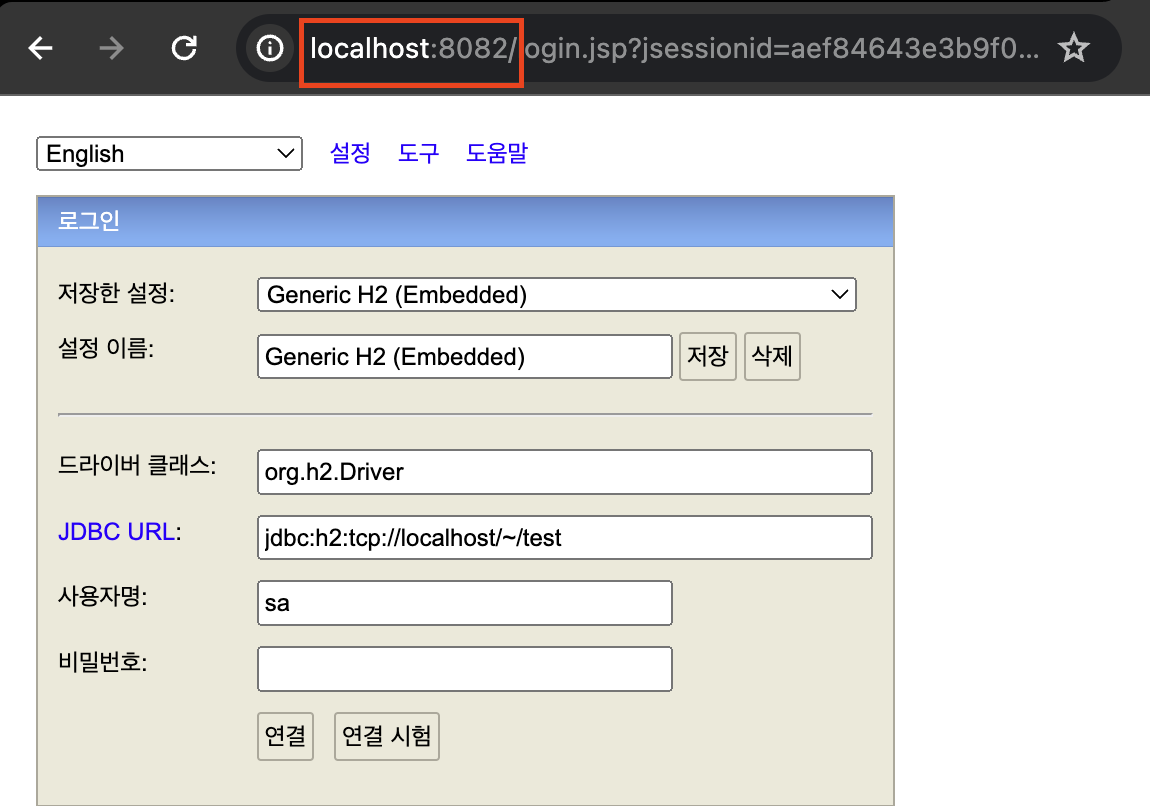 localhost:8082/login.jsp?jsessionid=aef84643e3b9f0...
English 설정 도구 도움말
로그인
저장한 설정: Generic H2 (Embedded)
설정 이름: Generic H2 (Embedded) 저장 삭제
드라이버 클래스: org.h2.Driver
JDBC URL: jdbc:h2:tcp://localhost/~/test
사용자명: sa
비밀번호:
연결 연결 시험